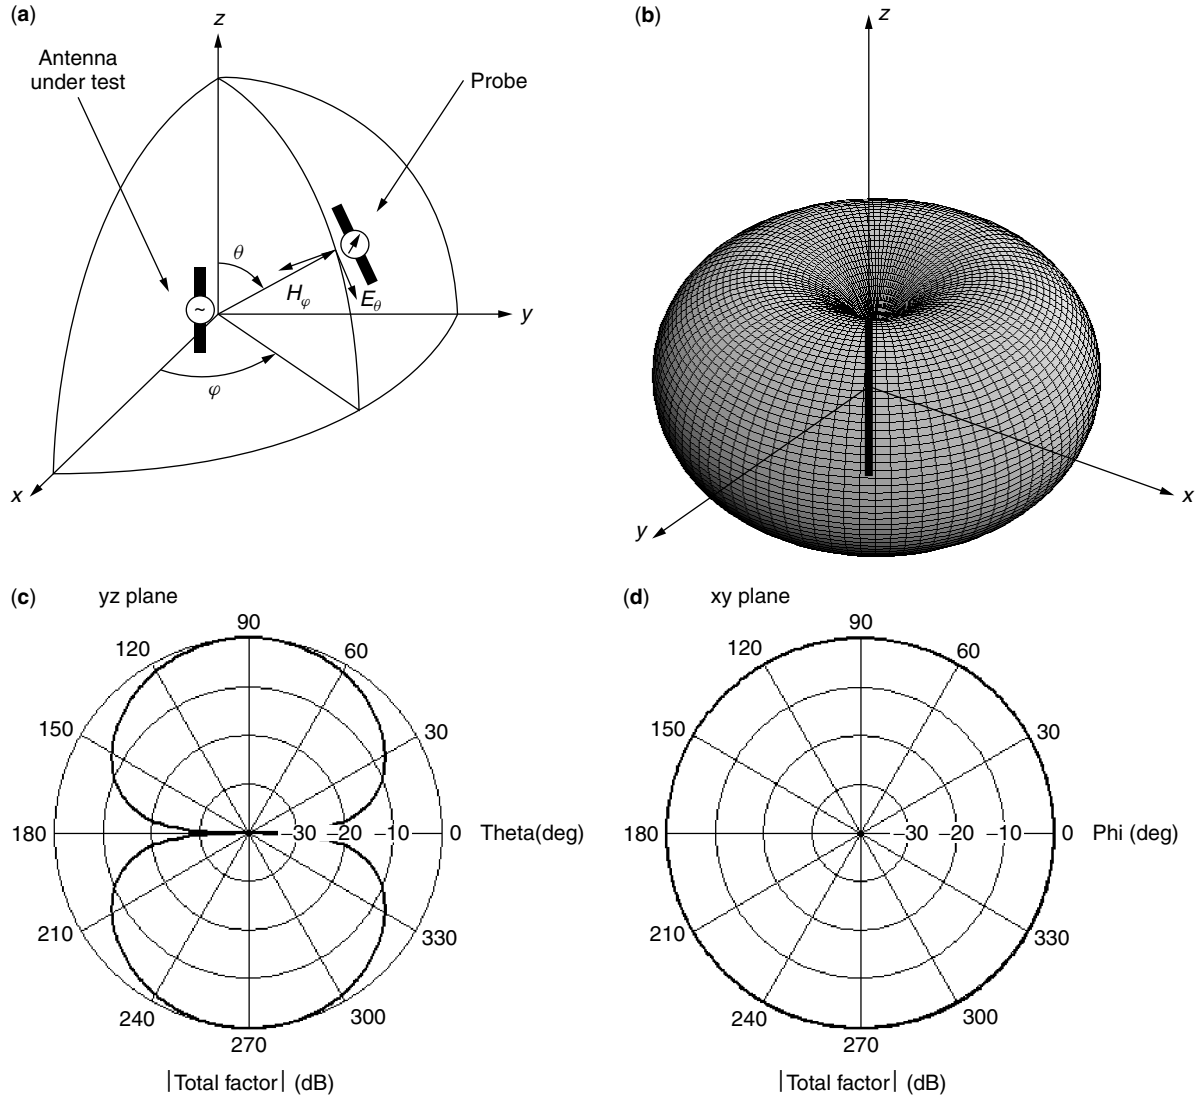 (a)
z
Antenna
under test
Probe
θ
~
Hφ
Eθ
y
φ
x
(b)
z
x
y
(c) yz plane
90
120 60
150 30
180 –30 –20 –10 0 Theta(deg)
210 330
240 300
270
|Total factor| (dB)
(d) xy plane
90
120 60
150 30
180 –30 –20 –10 0 Phi (deg)
210 330
240 300
270
|Total factor| (dB)